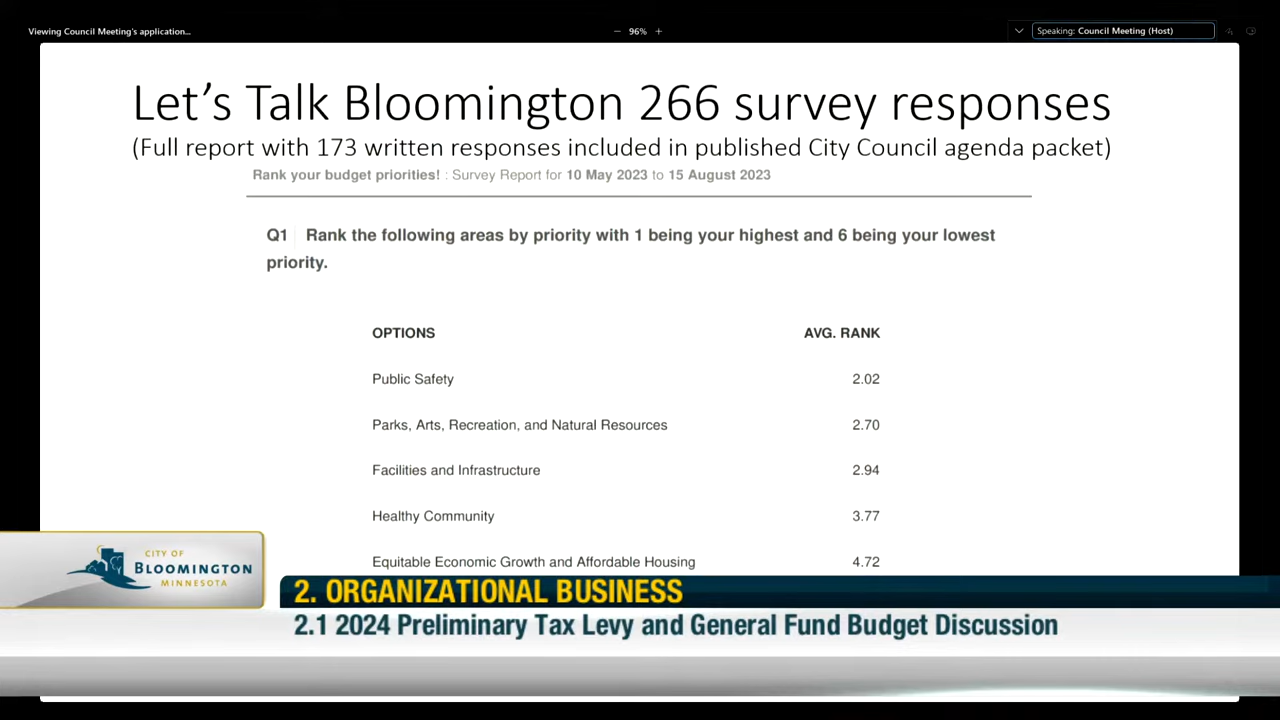 Viewing Council Meeting's application...
− 96% +
Speaking: Council Meeting (Host)
Let's Talk Bloomington 266 survey responses
(Full report with 173 written responses included in published City Council agenda packet)
Rank your budget priorities! : Survey Report for 10 May 2023 to 15 August 2023
Q1 Rank the following areas by priority with 1 being your highest and 6 being your lowest
priority.
OPTIONS AVG. RANK
Public Safety 2.02
Parks, Arts, Recreation, and Natural Resources 2.70
Facilities and Infrastructure 2.94
Healthy Community 3.77
Equitable Economic Growth and Affordable Housing 4.72
CITY OF
BLOOMINGTON
MINNESOTA
2. ORGANIZATIONAL BUSINESS
2.1 2024 Preliminary Tax Levy and General Fund Budget Discussion